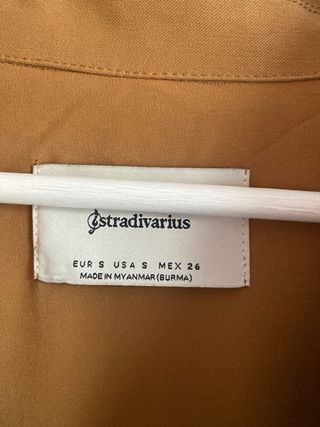 stradivarius
EUR S USA S MEX 26
MADE IN MYANMAR (BURMA)